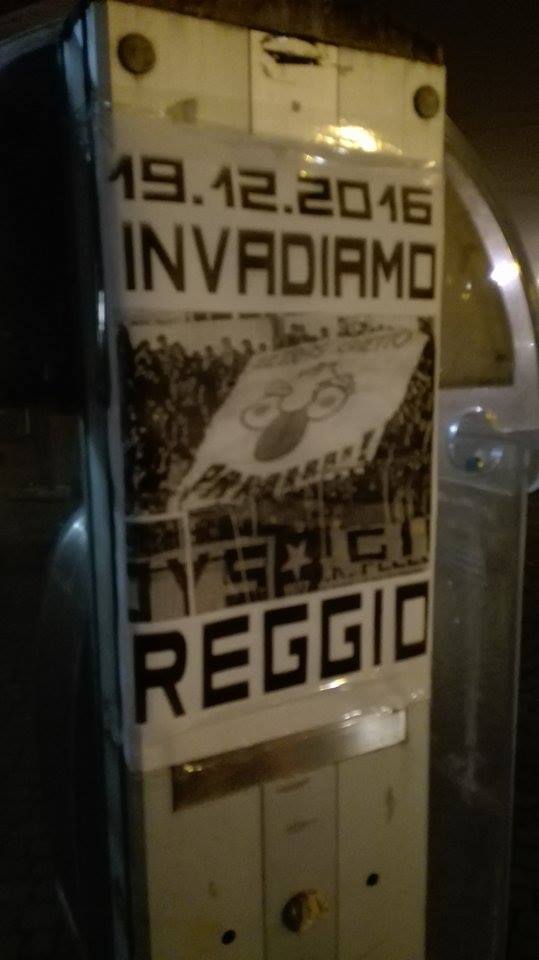 19.12.2016
INVADIAMO
REGGIO